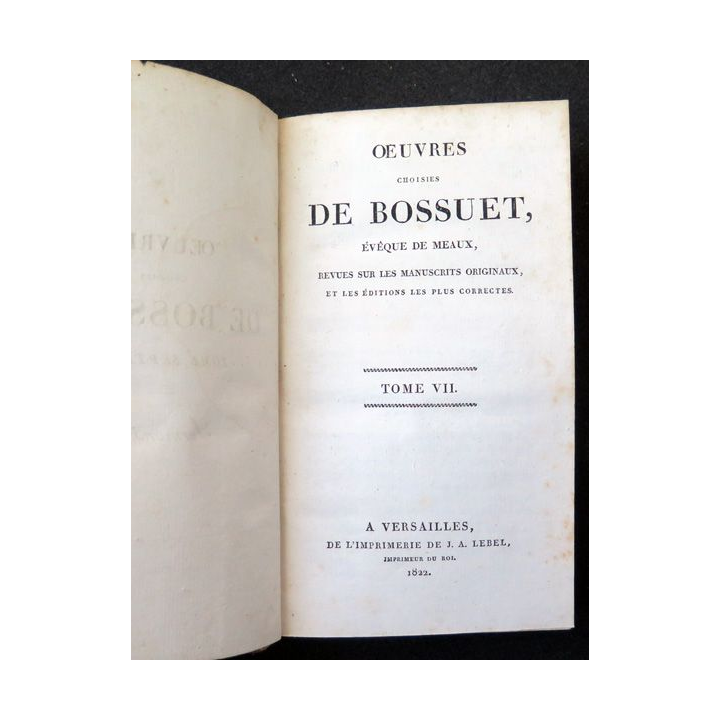 OEUVRES
CHOISIES
DE BOSSUET,
ÉVÊQUE DE MEAUX,
REVUES SUR LES MANUSCRITS ORIGINAUX,
ET LES ÉDITIONS LES PLUS CORRECTES.
TOME VII.
A VERSAILLES,
DE L'IMPRIMERIE DE J. A. LEBEL,
IMPRIMEUR DU ROI.
1822.